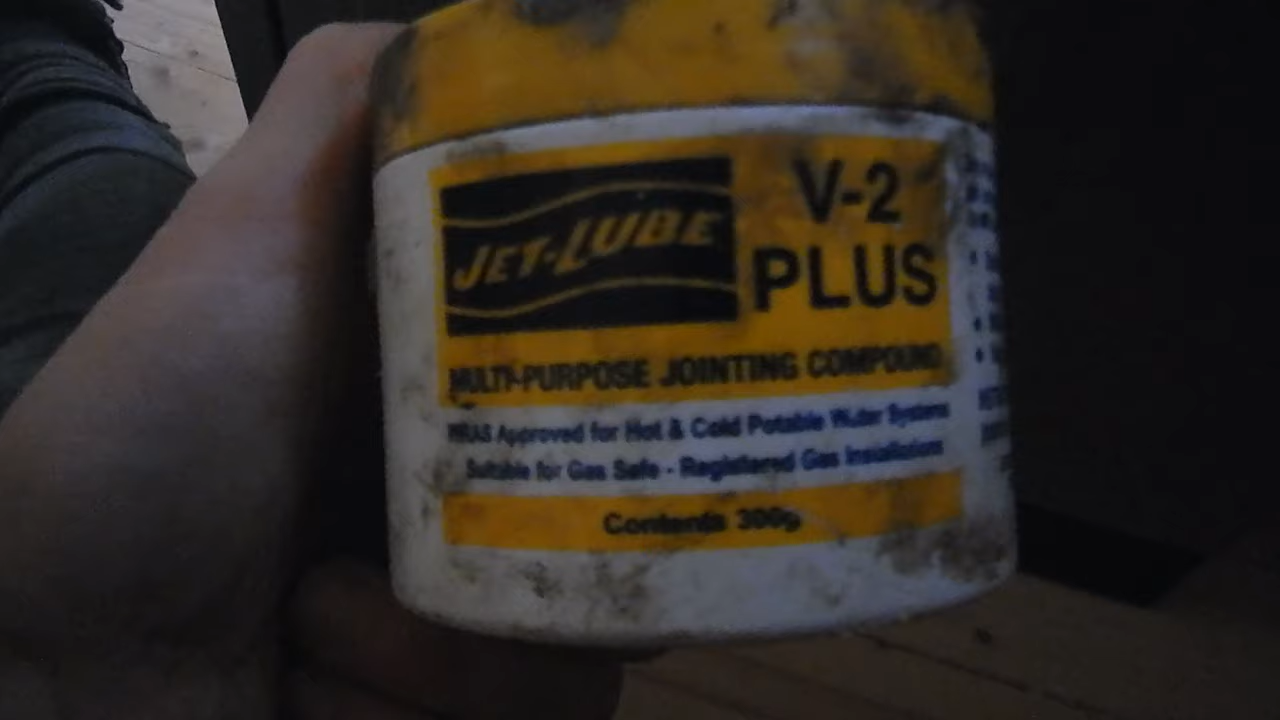 JET-LUBE
V-2
PLUS
MULTI-PURPOSE JOINTING COMPOUND
WRAS Approved for Hot & Cold Potable Water Systems
Suitable for Gas Safe - Registered Gas Installations
Contents 300g